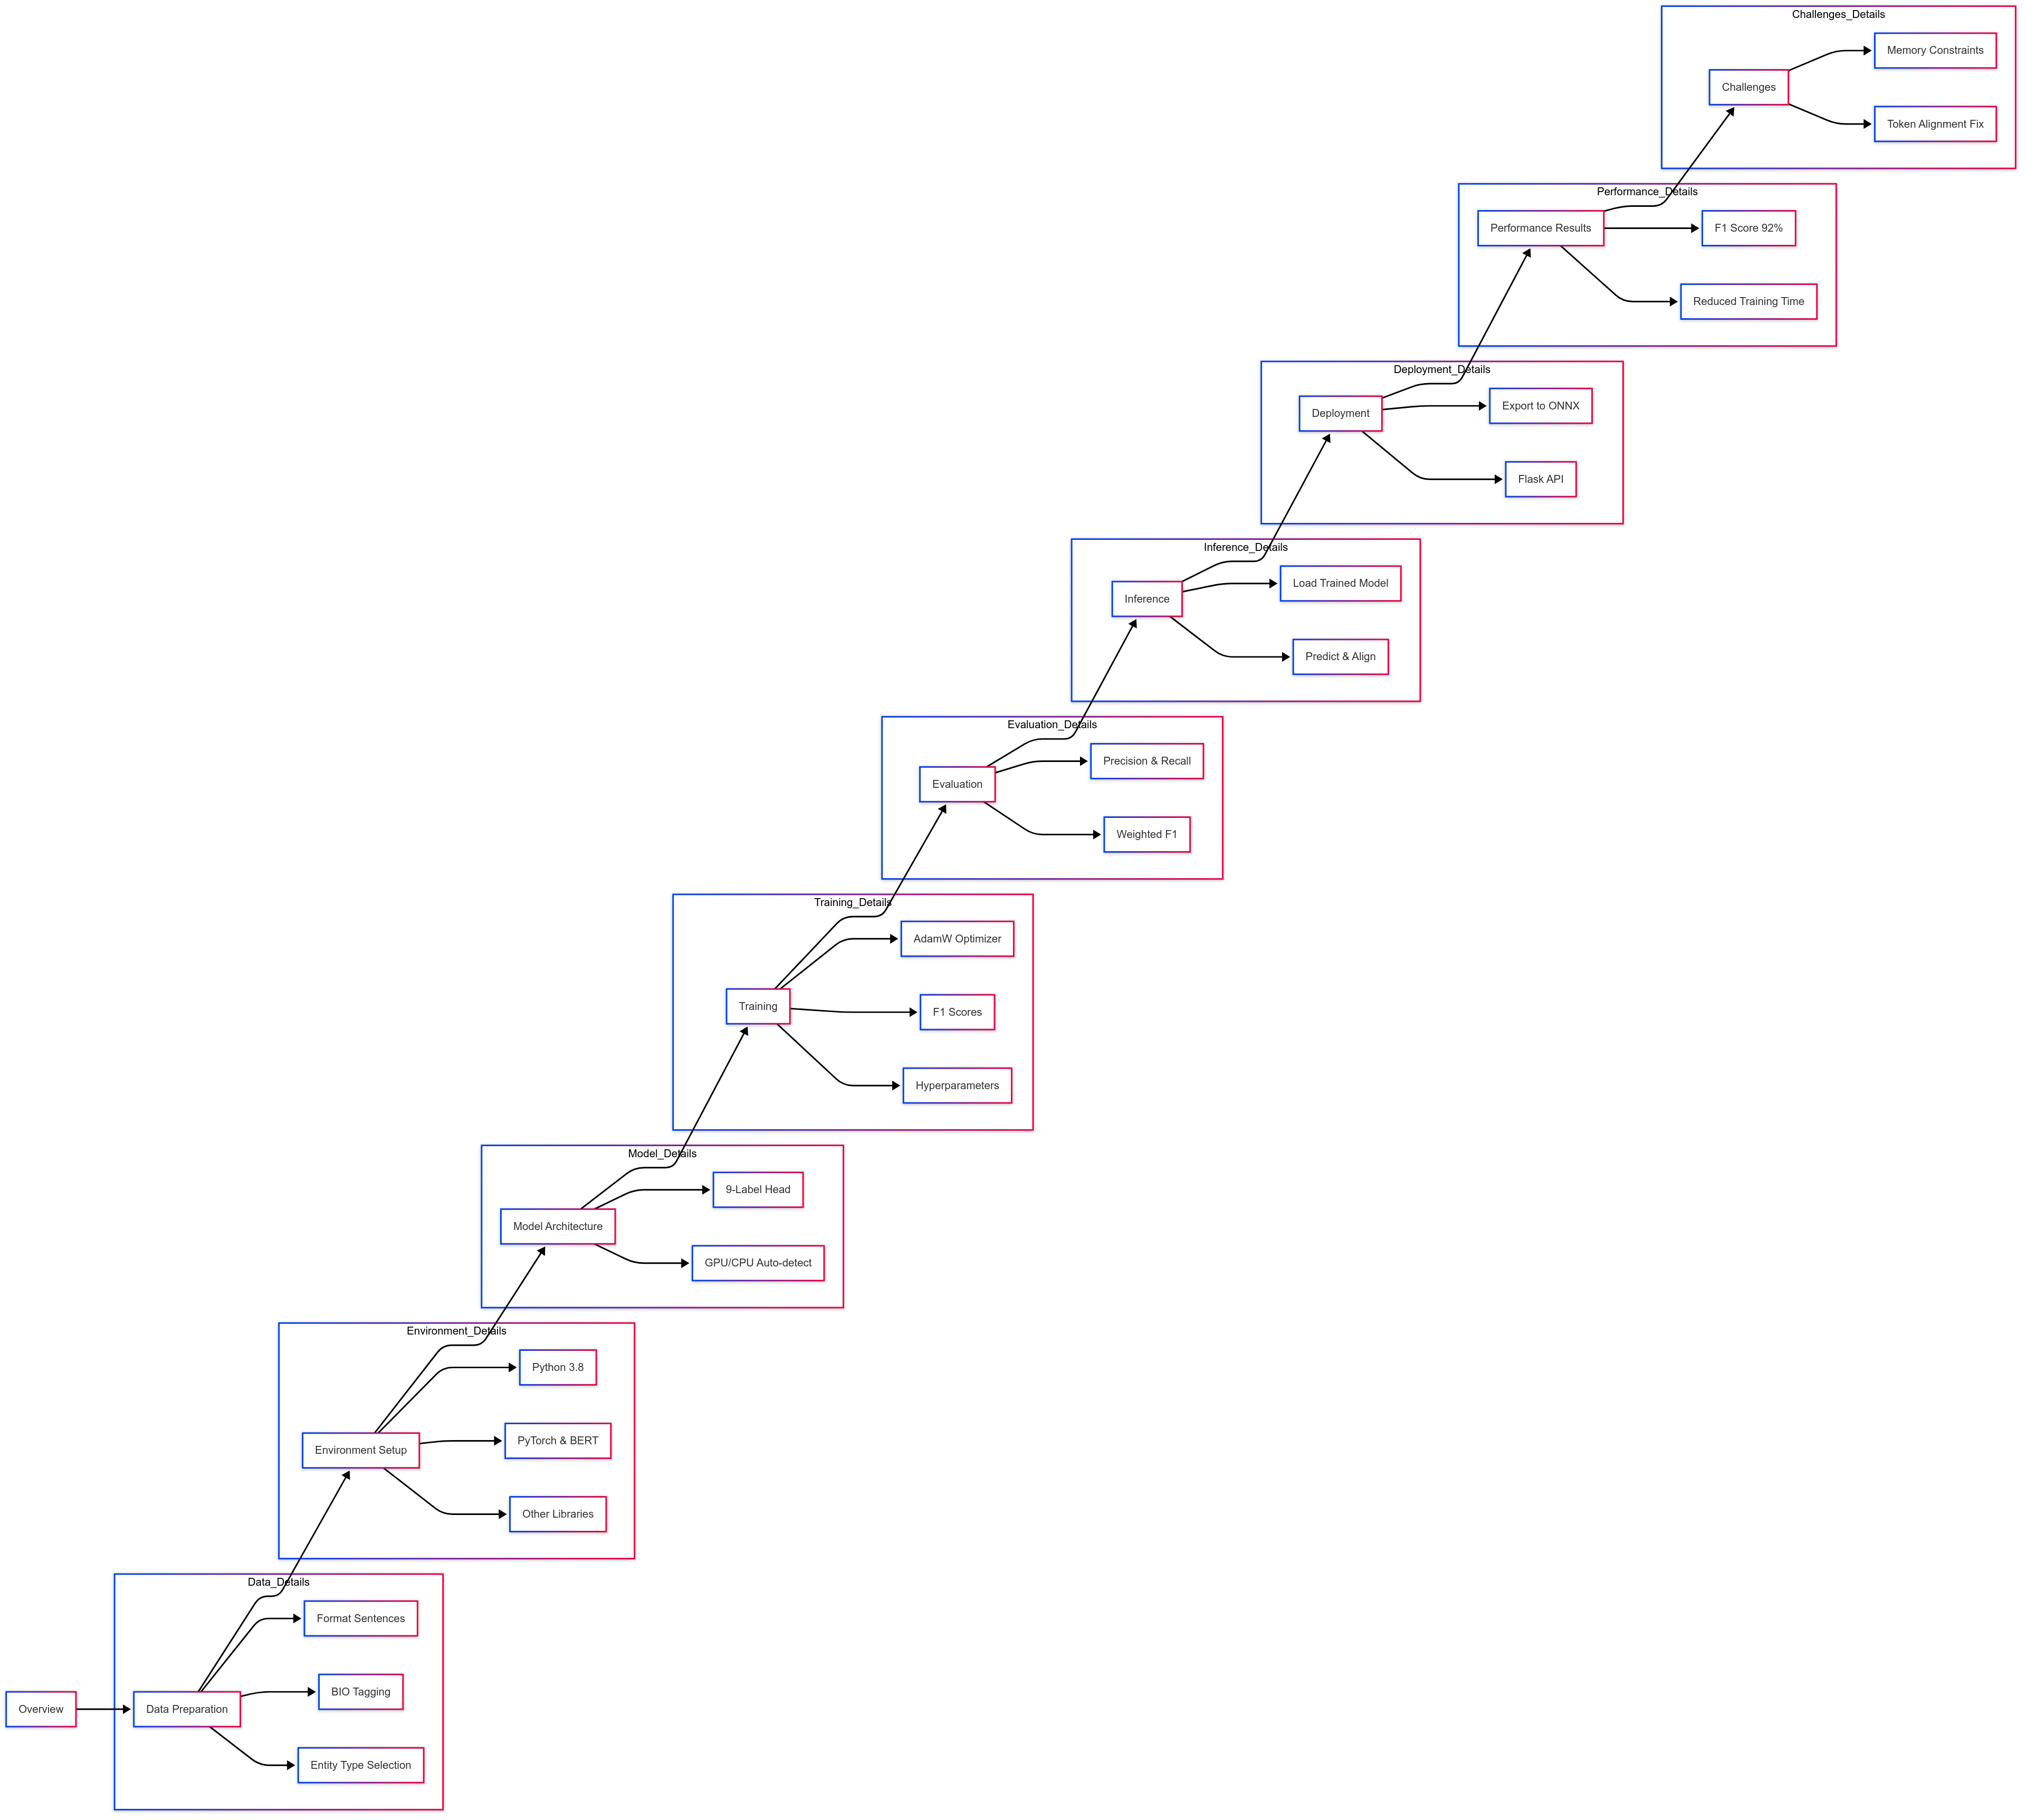 Challenges_Details
Memory Constraints
Challenges
Token Alignment Fix
Performance_Details
Performance Results
F1 Score 92%
Reduced Training Time
Deployment_Details
Export to ONNX
Deployment
Flask API
Inference_Details
Load Trained Model
Inference
Predict & Align
Evaluation_Details
Precision & Recall
Evaluation
Weighted F1
Training_Details
AdamW Optimizer
Training
F1 Scores
Hyperparameters
Model_Details
9-Label Head
Model Architecture
GPU/CPU Auto-detect
Environment_Details
Python 3.8
PyTorch & BERT
Environment Setup
Other Libraries
Data_Details
Format Sentences
BIO Tagging
Overview
Data Preparation
Entity Type Selection